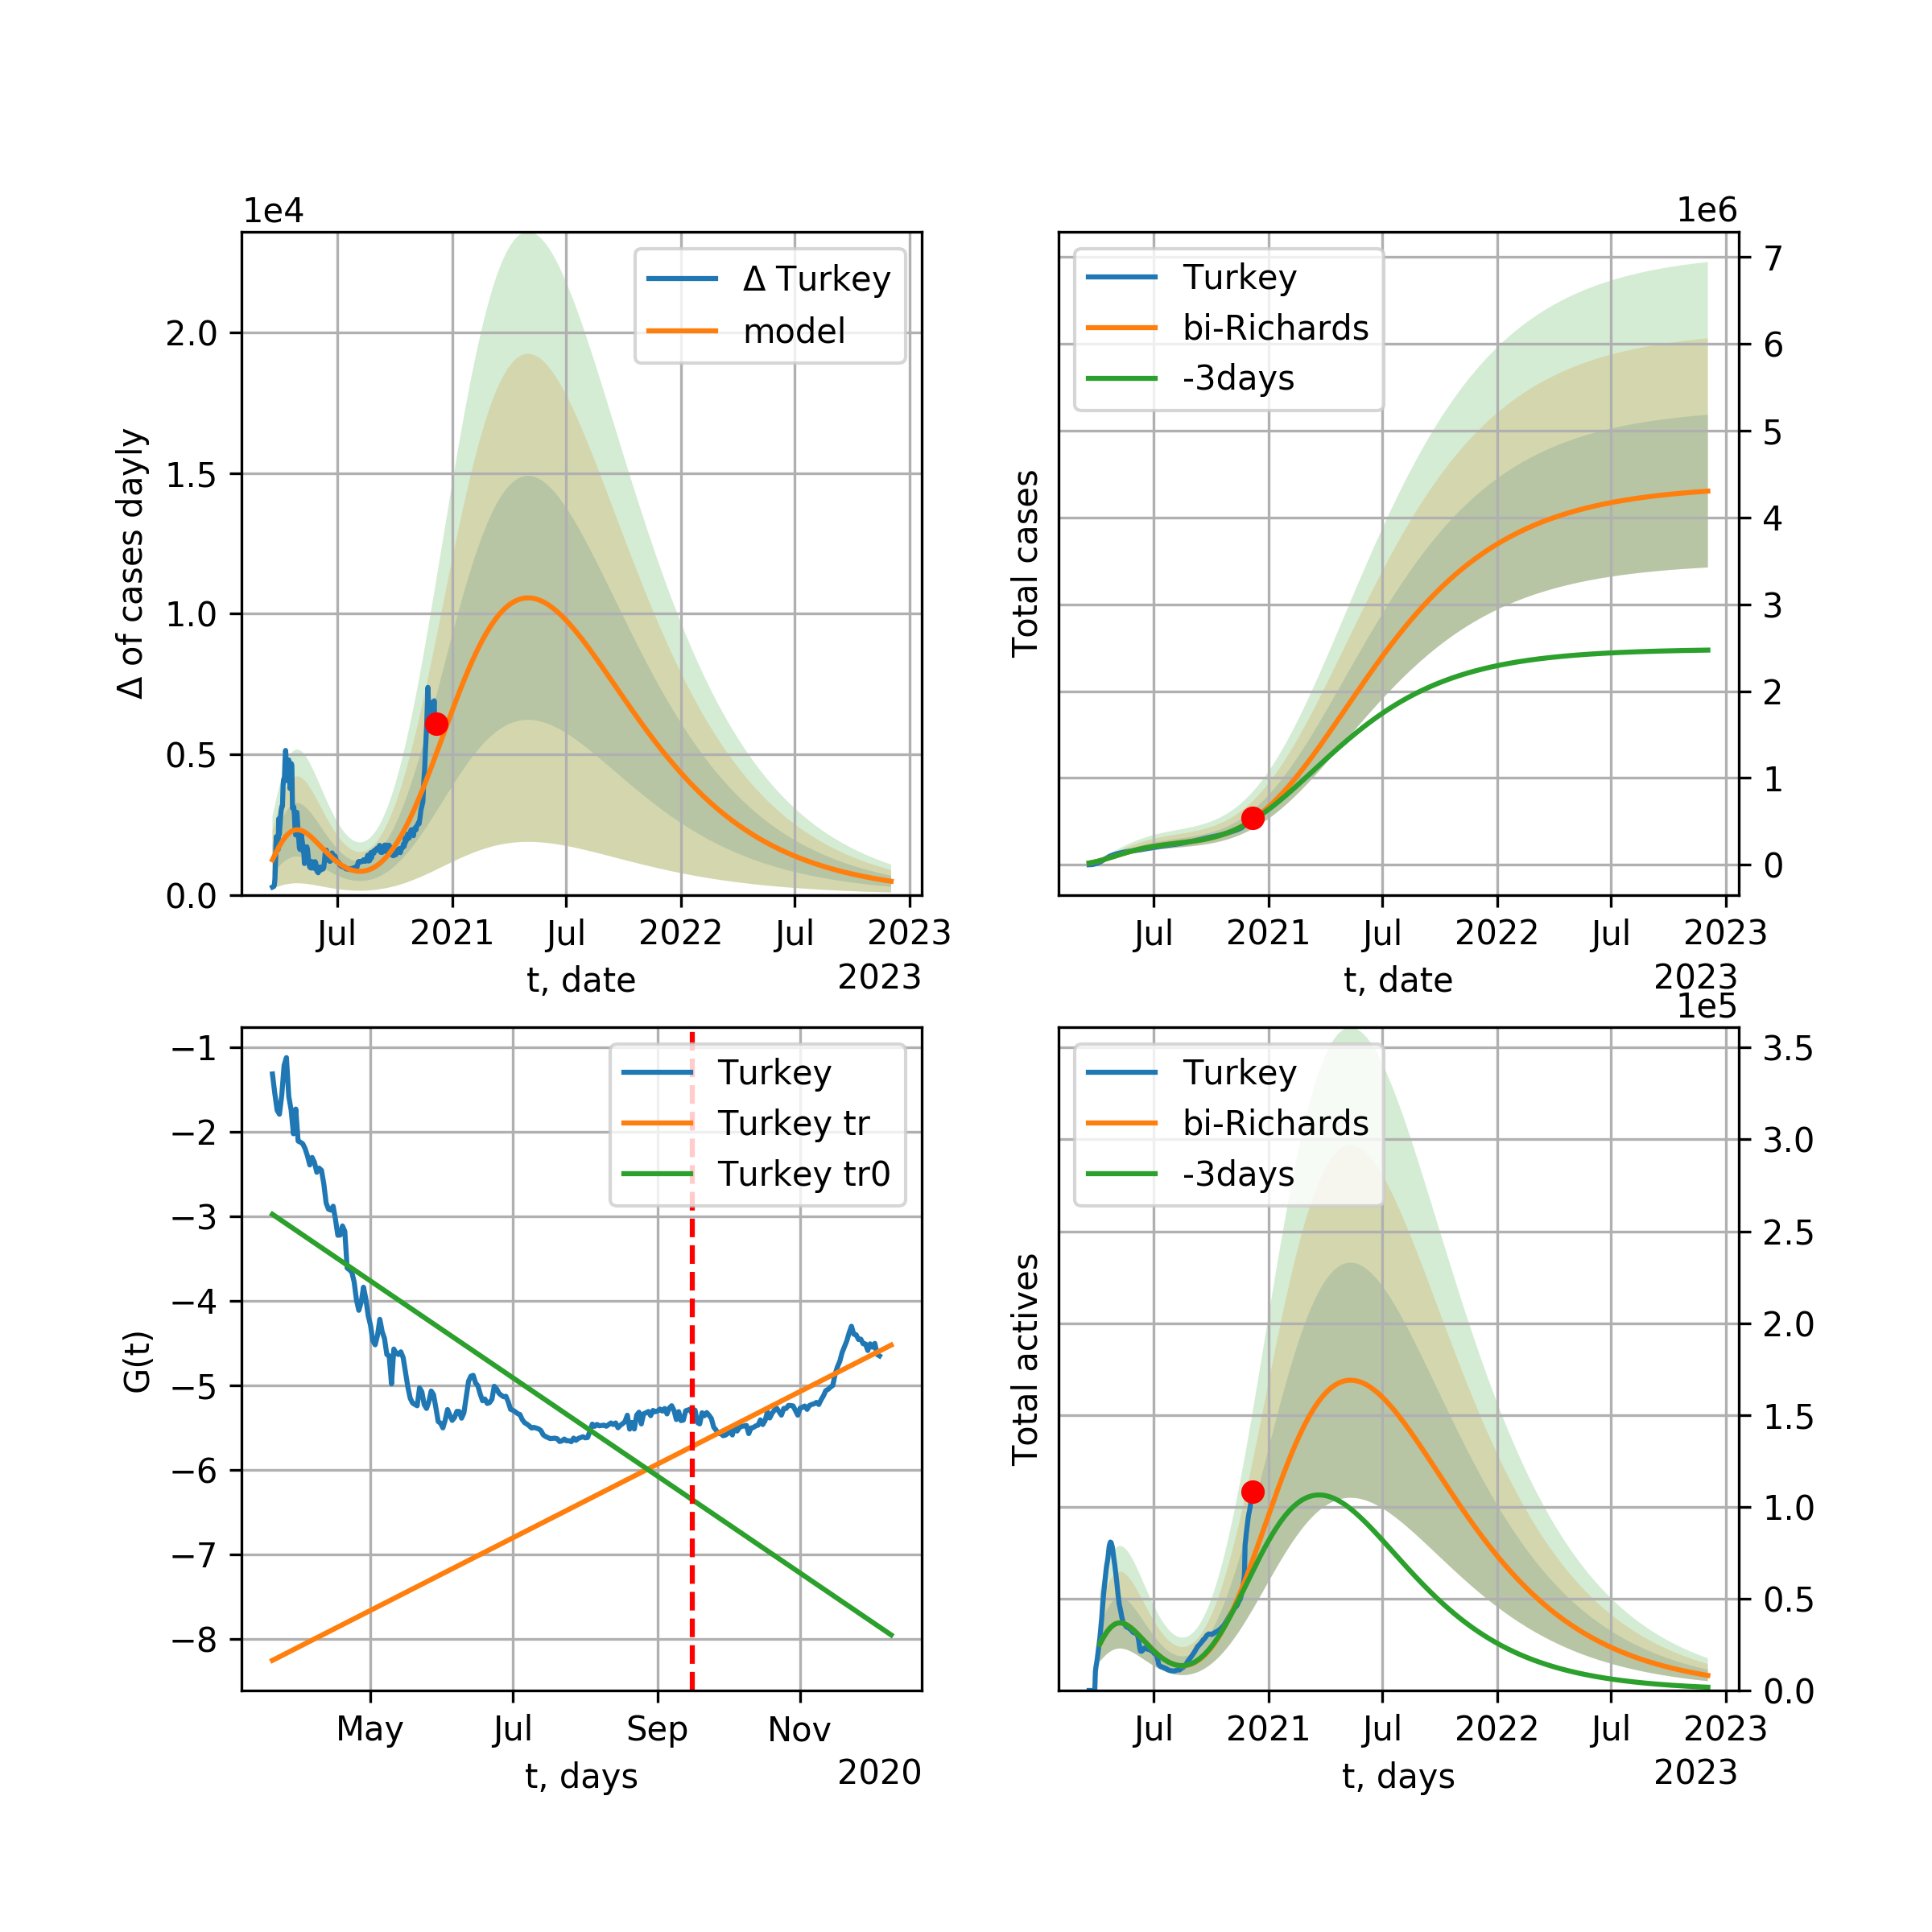 1e4
Δ of cases dayly
2.0
1.5
1.0
0.5
0.0
Δ Turkey
model
Jul 2021 Jul 2022 Jul 2023
t, date
2023
1e6
Total cases
Turkey
bi-Richards
-3days
7
6
5
4
3
2
1
0
Jul 2021 Jul 2022 Jul 2023
t, date
2023
G(t)
−1
−2
−3
−4
−5
−6
−7
−8
Turkey
Turkey tr
Turkey tr0
May Jul Sep Nov
t, days
2020
1e5
Total actives
Turkey
bi-Richards
-3days
3.5
3.0
2.5
2.0
1.5
1.0
0.5
0.0
Jul 2021 Jul 2022 Jul 2023
t, days
2023